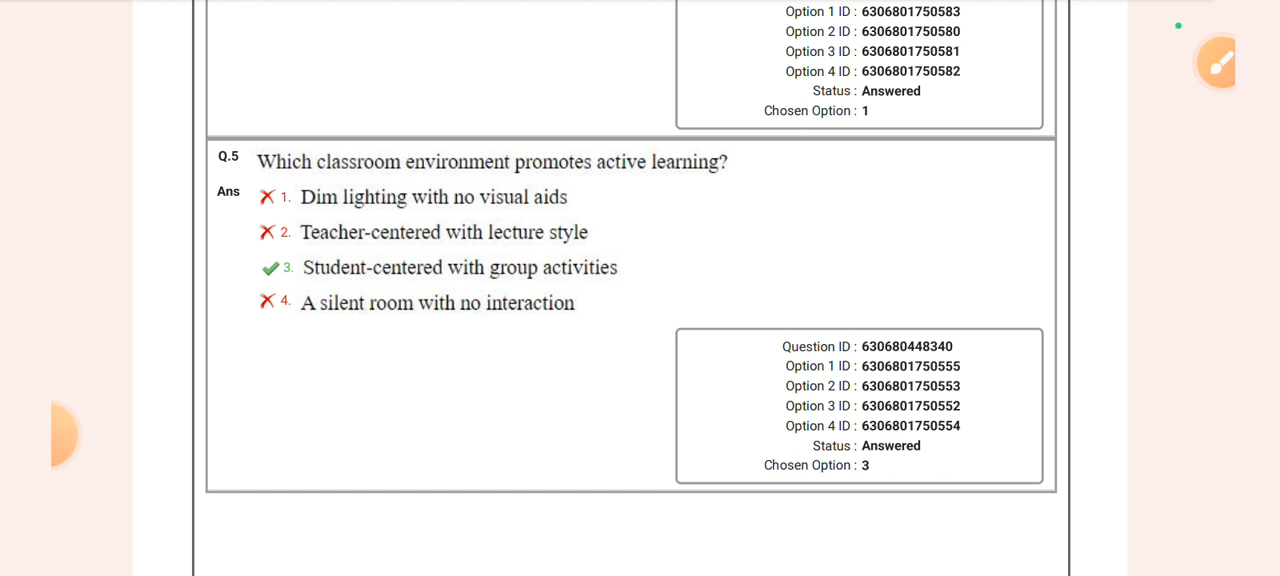 Option 1 ID : 6306801750583
Option 2 ID : 6306801750580
Option 3 ID : 6306801750581
Option 4 ID : 6306801750582
Status : Answered
Chosen Option : 1
Q.5 Which classroom environment promotes active learning?
Ans 1. Dim lighting with no visual aids
2. Teacher-centered with lecture style
3. Student-centered with group activities
4. A silent room with no interaction
Question ID : 630680448340
Option 1 ID : 6306801750555
Option 2 ID : 6306801750553
Option 3 ID : 6306801750552
Option 4 ID : 6306801750554
Status : Answered
Chosen Option : 3